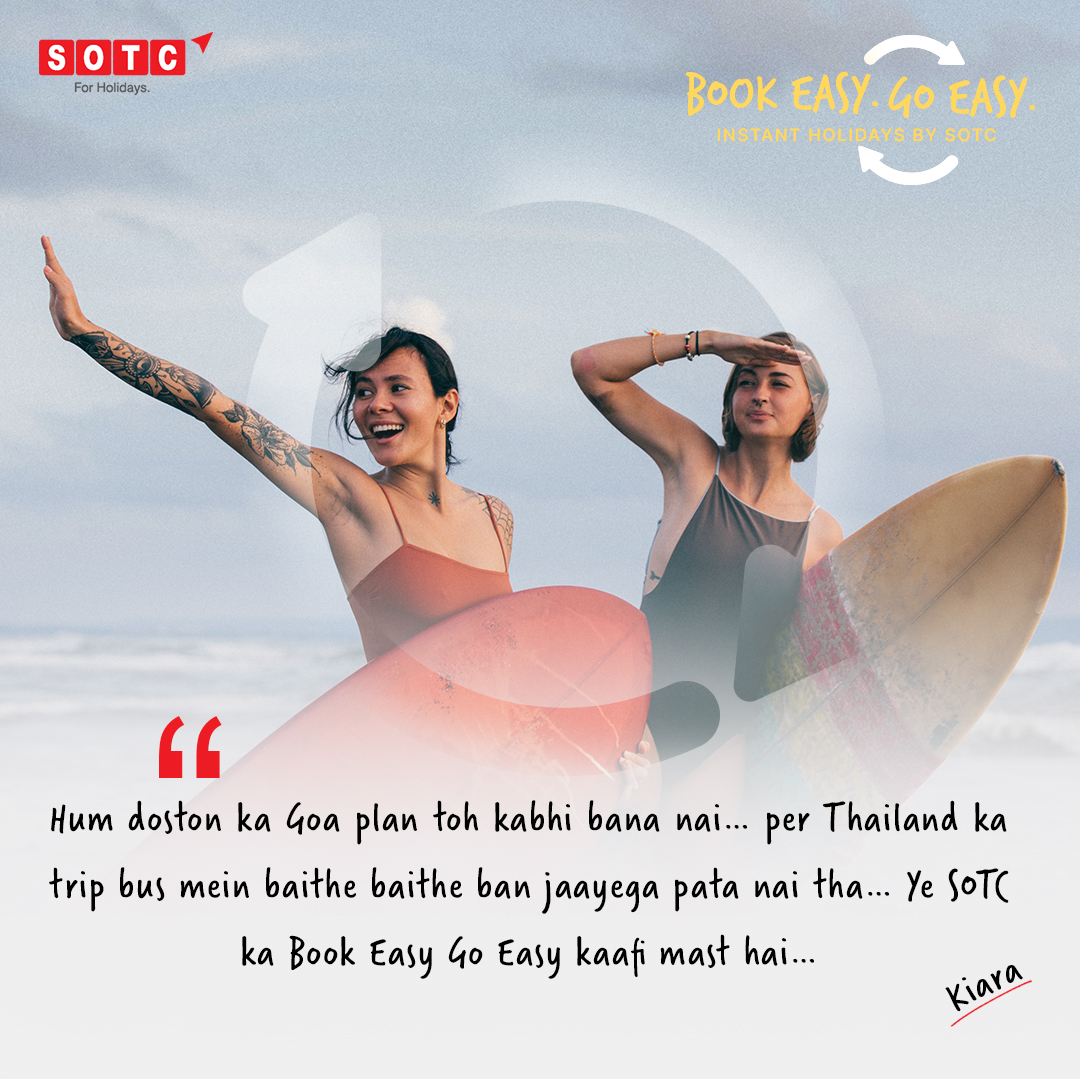 SOTC
For Holidays.
BOOK EASY. GO EASY.
INSTANT HOLIDAYS BY SOTC
“
Hum doston ka Goa plan toh kabhi bana nai... per Thailand ka
trip bus mein baithe baithe ban jaayega pata nai tha... Ye SOTC
ka Book Easy Go Easy kaafi mast hai...
Kiara